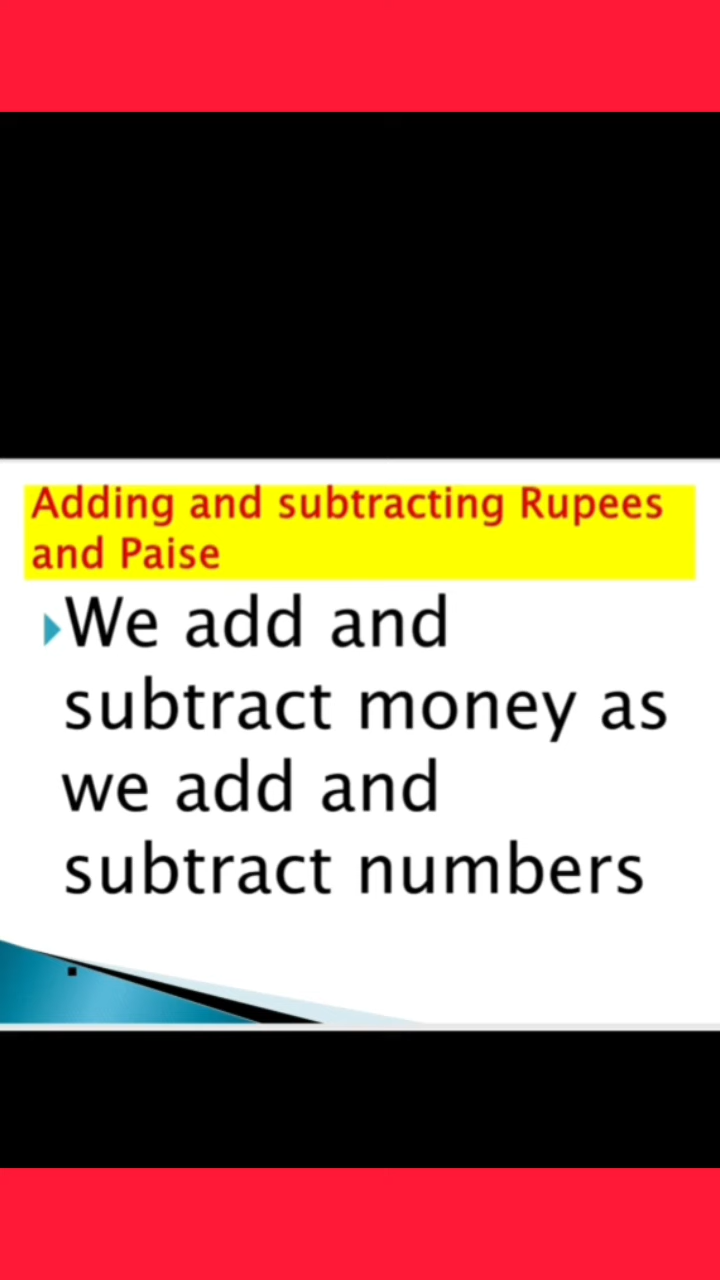 Adding and subtracting Rupees
and Paise
We add and
subtract money as
we add and
subtract numbers
.